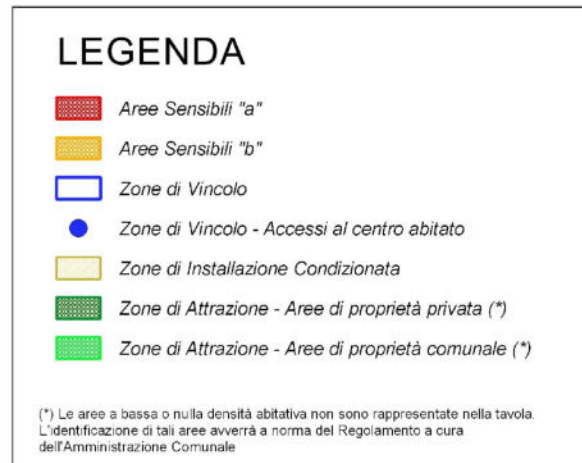 LEGENDA
Aree Sensibili "a"
Aree Sensibili "b"
Zone di Vincolo
Zone di Vincolo - Accessi al centro abitato
Zone di Installazione Condizionata
Zone di Attrazione - Aree di proprietà privata (*)
Zone di Attrazione - Aree di proprietà comunale (*)
(*) Le aree a bassa o nulla densità abitativa non sono rappresentate nella tavola.
L'identificazione di tali aree avverrà a norma del Regolamento a cura
dell'Amministrazione Comunale